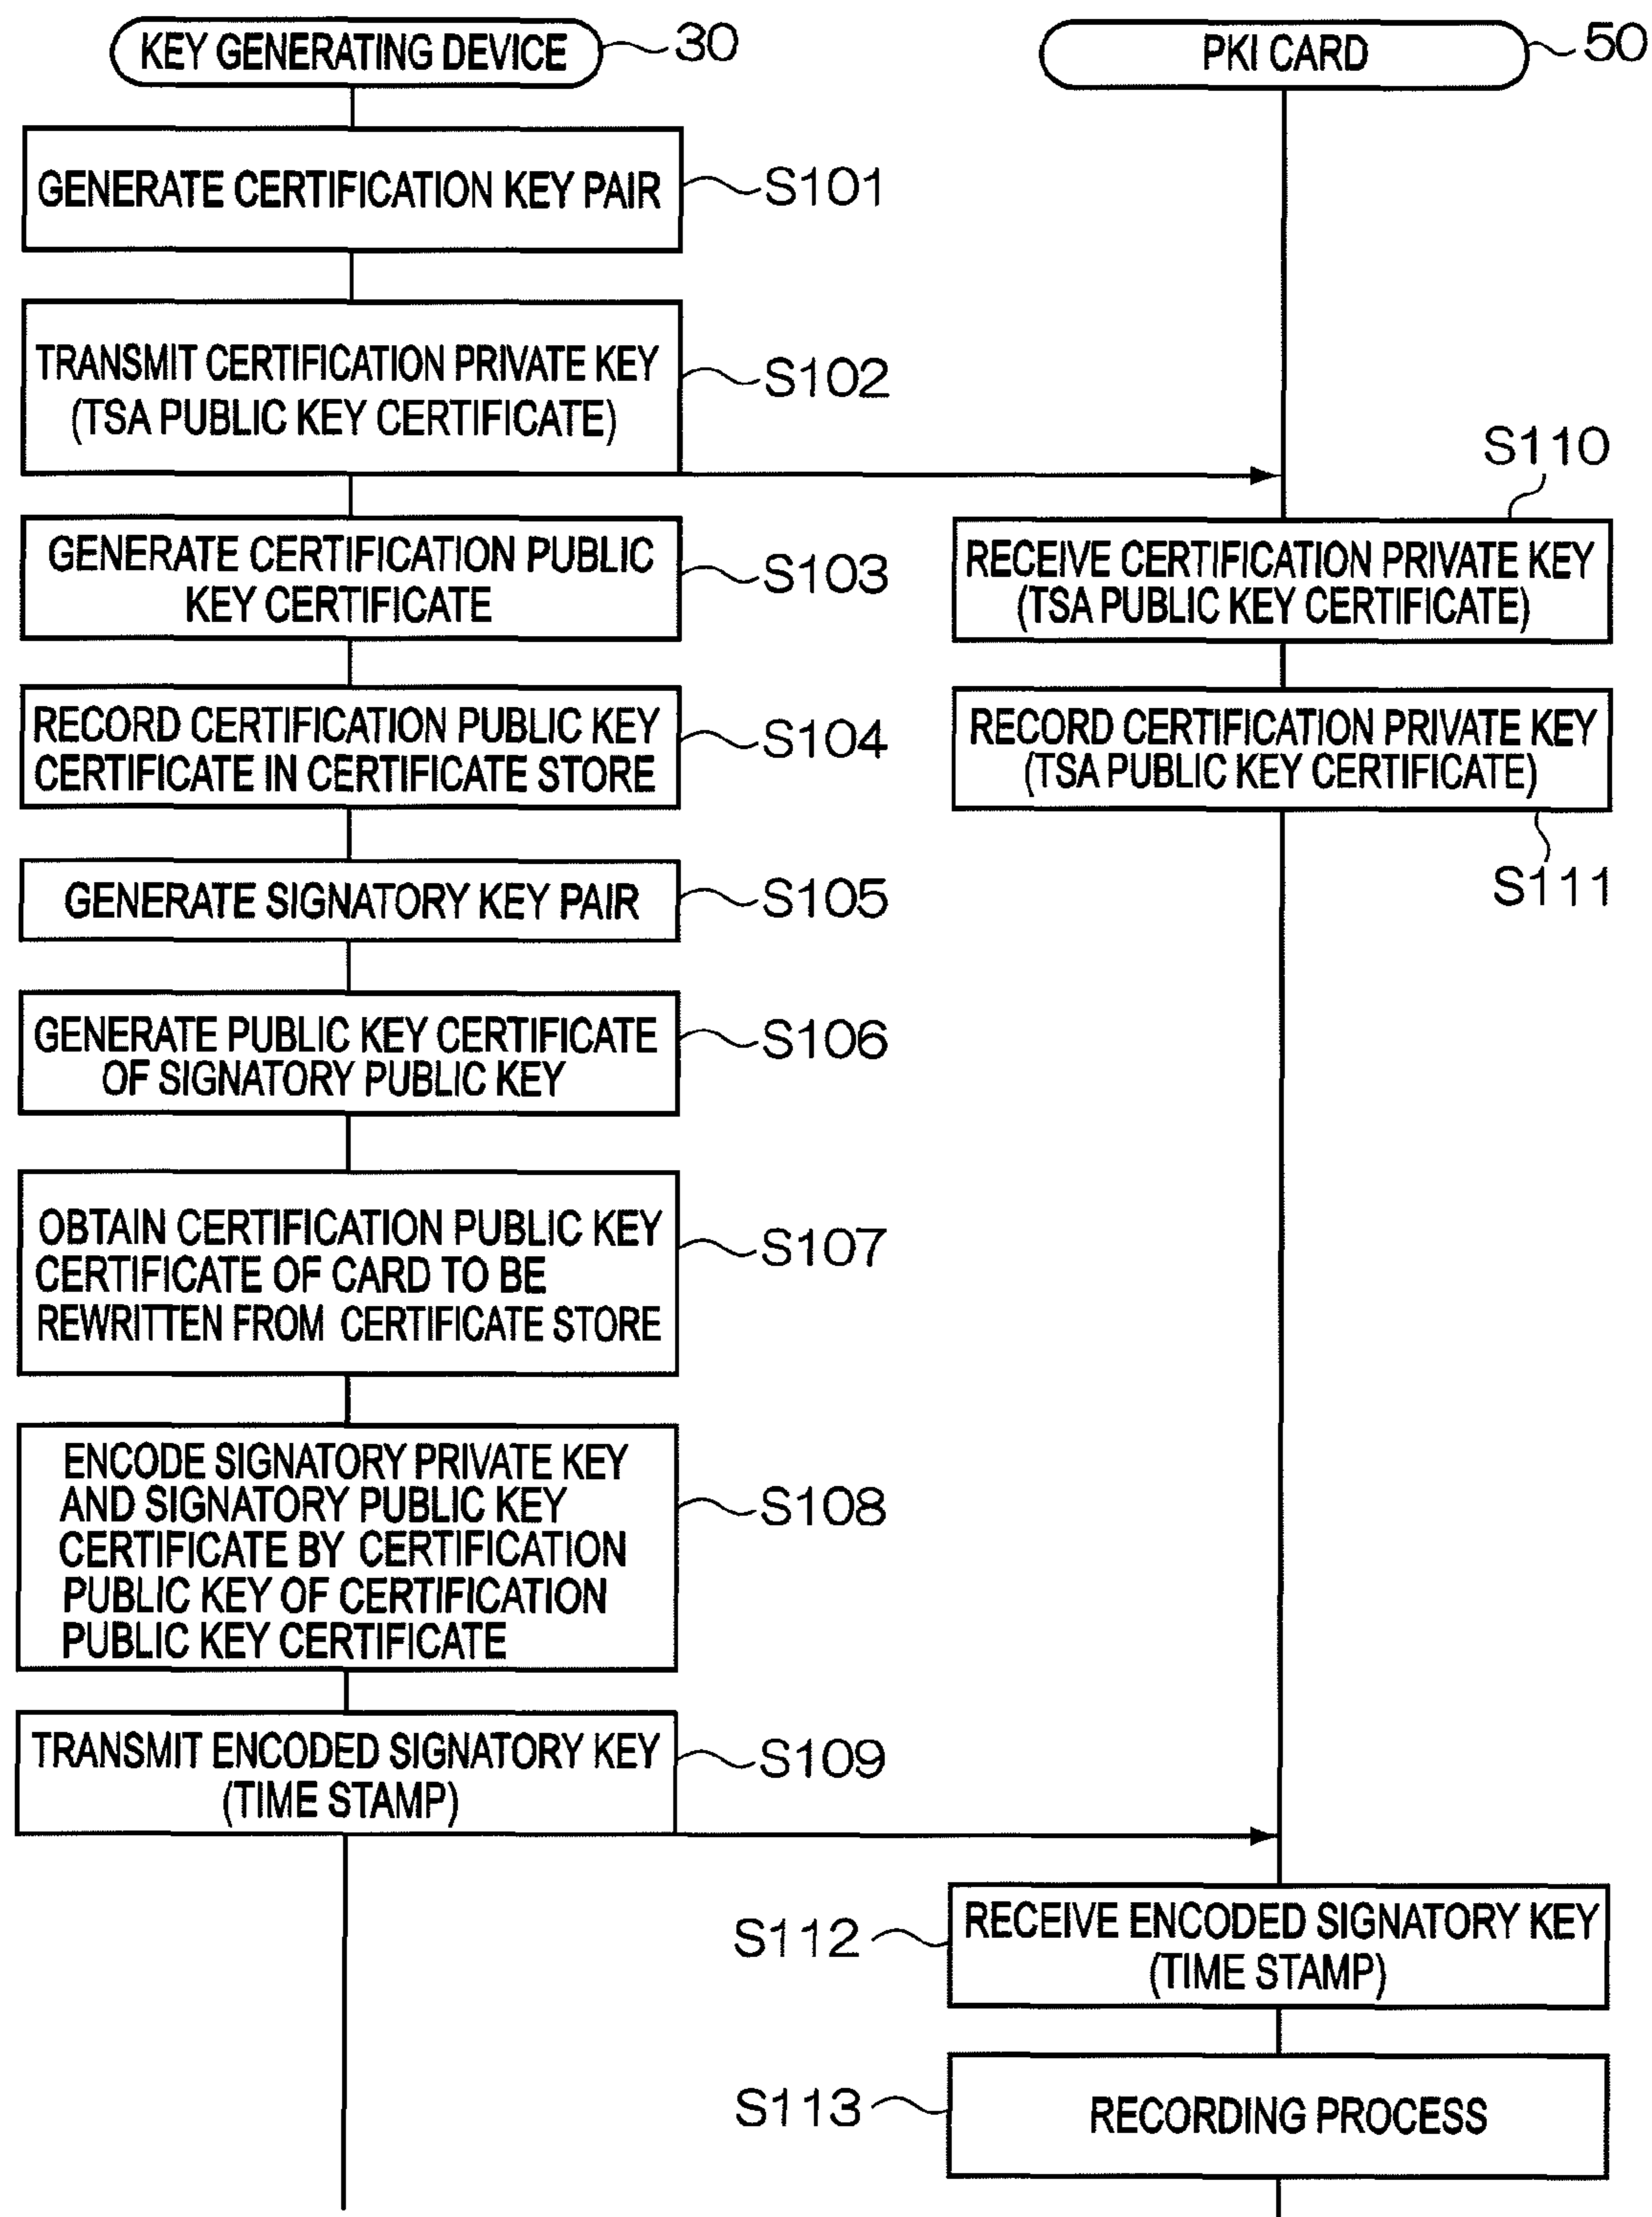 KEY GENERATING DEVICE
30
PKI CARD
50
GENERATE CERTIFICATION KEY PAIR
S101
TRANSMIT CERTIFICATION PRIVATE KEY
(TSA PUBLIC KEY CERTIFICATE)
S102
GENERATE CERTIFICATION PUBLIC
KEY CERTIFICATE
S103
S110
RECEIVE CERTIFICATION PRIVATE KEY
(TSA PUBLIC KEY CERTIFICATE)
RECORD CERTIFICATION PUBLIC KEY
CERTIFICATE IN CERTIFICATE STORE
S104
RECORD CERTIFICATION PRIVATE KEY
(TSA PUBLIC KEY CERTIFICATE)
S111
GENERATE SIGNATORY KEY PAIR
S105
GENERATE PUBLIC KEY CERTIFICATE
OF SIGNATORY PUBLIC KEY
S106
OBTAIN CERTIFICATION PUBLIC KEY
CERTIFICATE OF CARD TO BE
REWRITTEN FROM CERTIFICATE STORE
S107
ENCODE SIGNATORY PRIVATE KEY
AND SIGNATORY PUBLIC KEY
CERTIFICATE BY CERTIFICATION
PUBLIC KEY OF CERTIFICATION
PUBLIC KEY CERTIFICATE
S108
TRANSMIT ENCODED SIGNATORY KEY
(TIME STAMP)
S109
S112
RECEIVE ENCODED SIGNATORY KEY
(TIME STAMP)
S113
RECORDING PROCESS